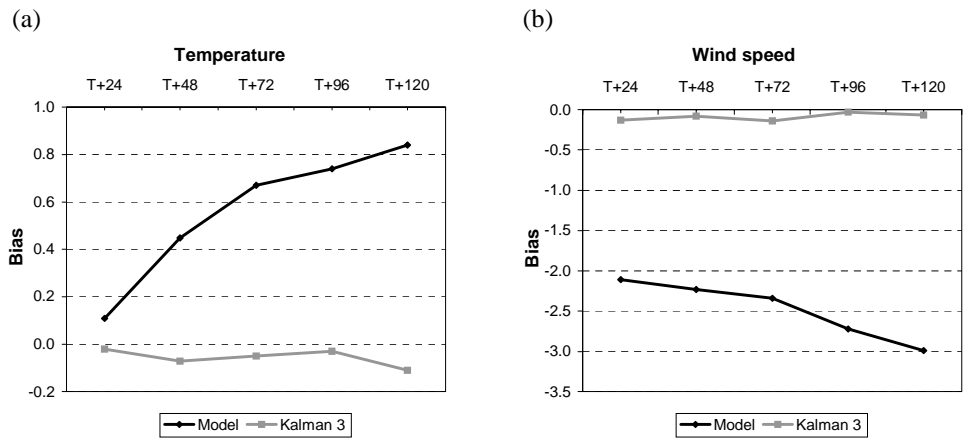 (a)
Temperature
T+24 T+48 T+72 T+96 T+120
1.0
0.8
0.6
0.4
0.2
0.0
-0.2
Bias
Model Kalman 3
(b)
Wind speed
T+24 T+48 T+72 T+96 T+120
0.0
-0.5
-1.0
-1.5
-2.0
-2.5
-3.0
-3.5
Bias
Model Kalman 3